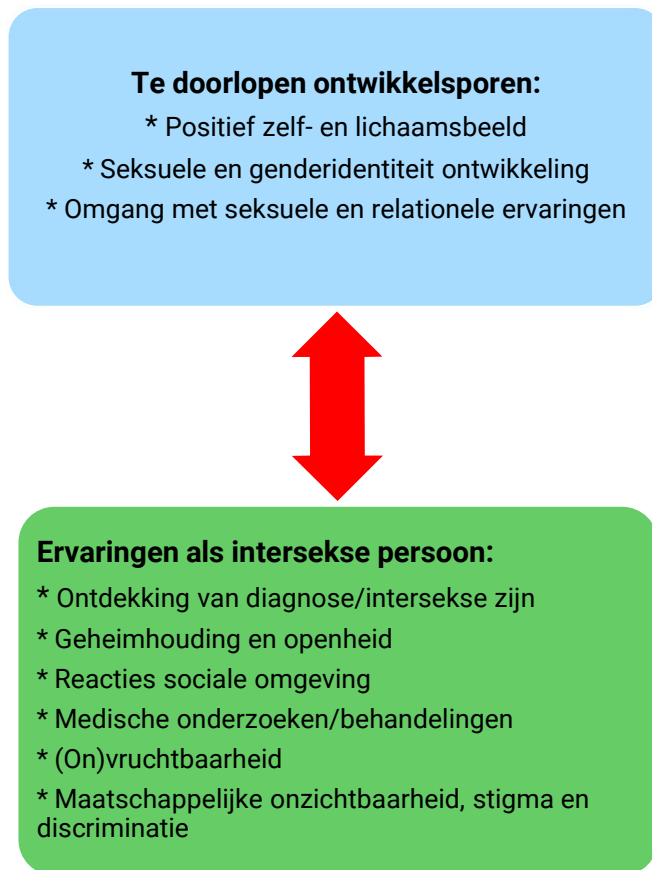 Te doorlopen ontwikkelsporen:
* Positief zelf- en lichaamsbeeld
* Seksuele en genderidentiteit ontwikkeling
* Omgang met seksuele en relationele ervaringen
Ervaringen als intersekse persoon:
* Ontdekking van diagnose/intersekse zijn
* Geheimhouding en openheid
* Reacties sociale omgeving
* Medische onderzoeken/behandelingen
* (On)vruchtbaarheid
* Maatschappelijke onzichtbaarheid, stigma en
discriminatie